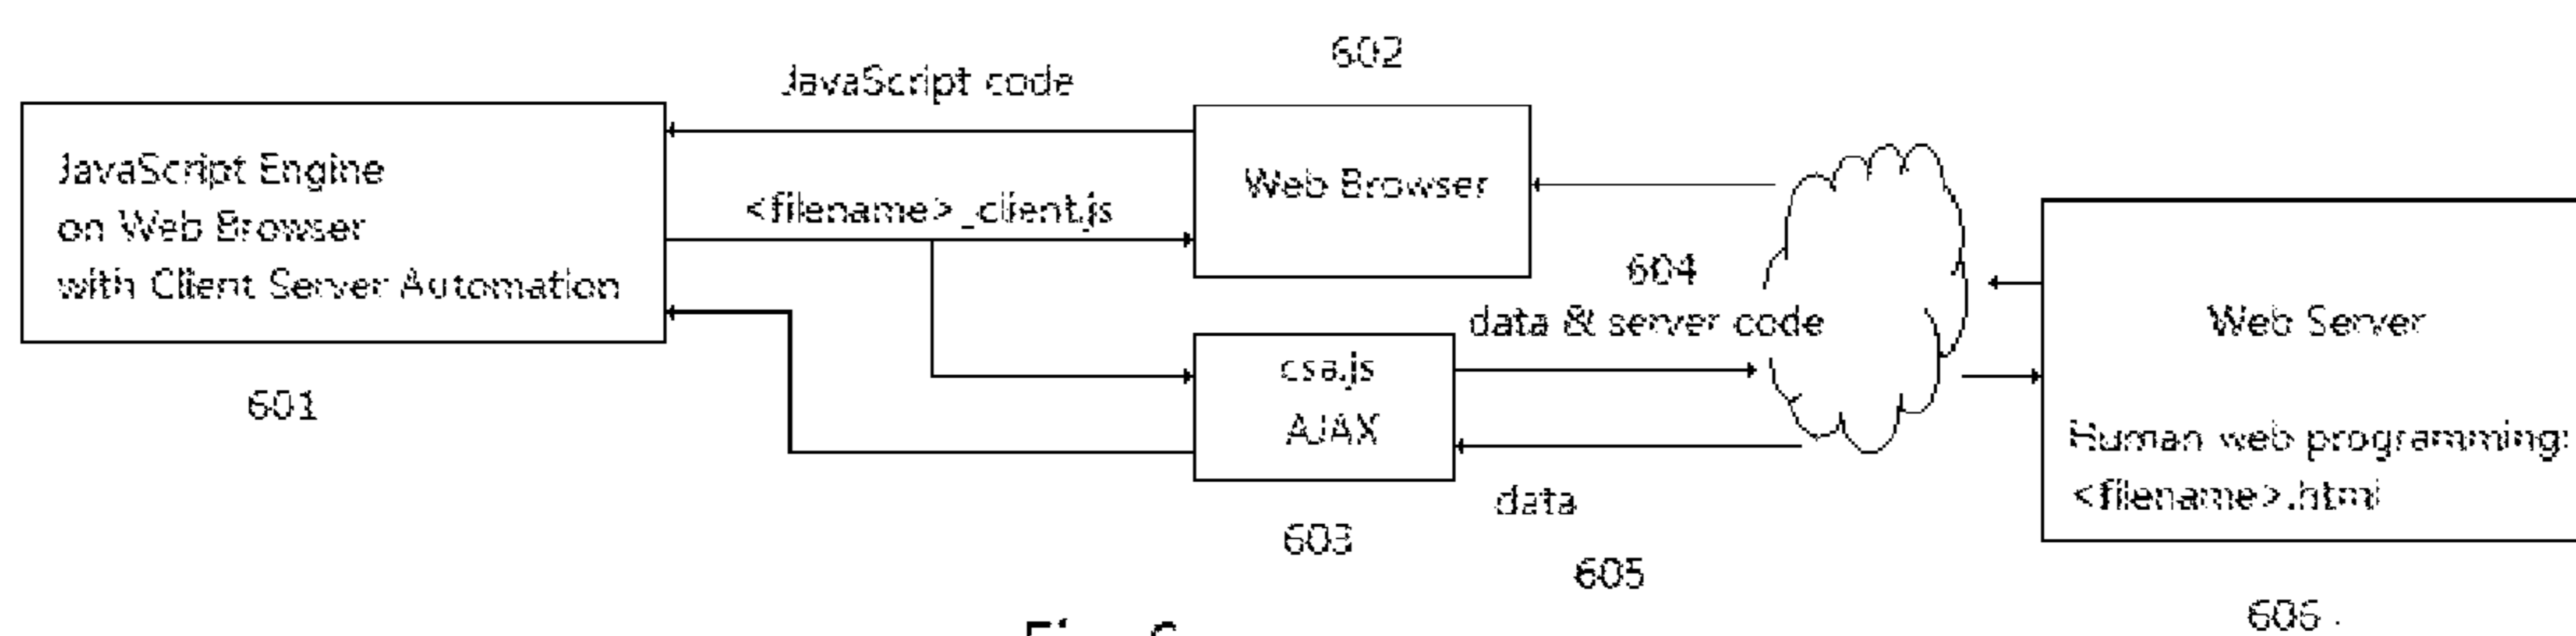 602
JavaScript code
JavaScript Engine
on Web Browser
with Client Server Automation
<filename>_client.js
Web Browser
604
data & server code
Web Server
csa.js
AJAX
601
Human web programming:
<filename>.html
data
603
605
606